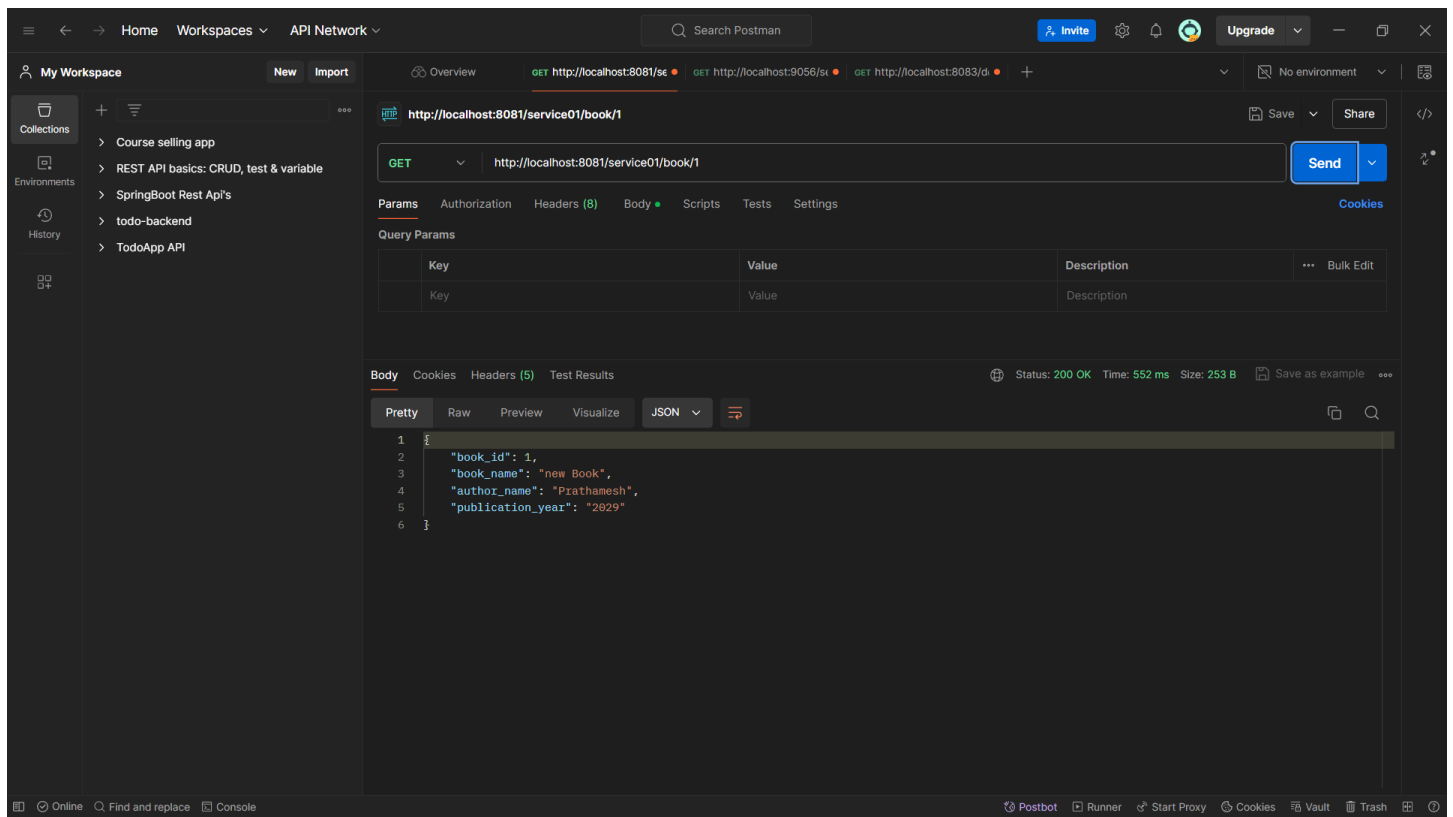 Home Workspaces API Network Search Postman Invite Upgrade
My Workspace New Import Overview GET http://localhost:8081/se GET http://localhost:9056/se GET http://localhost:8083/d No environment
Collections
Environments
History
Course selling app
REST API basics: CRUD, test & variable
SpringBoot Rest Api's
todo-backend
TodoApp API
HTTP http://localhost:8081/service01/book/1 Save Share
GET http://localhost:8081/service01/book/1 Send
Params Authorization Headers (8) Body Scripts Tests Settings Cookies
Query Params
Key Value Description Bulk Edit
Key Value Description
Body Cookies Headers (5) Test Results Status: 200 OK Time: 552 ms Size: 253 B Save as example
Pretty Raw Preview Visualize JSON
1 {
2 "book_id": 1,
3 "book_name": "new Book",
4 "author_name": "Prathamesh",
5 "publication_year": "2029"
6 }
Online Find and replace Console Postbot Runner Start Proxy Cookies Vault Trash